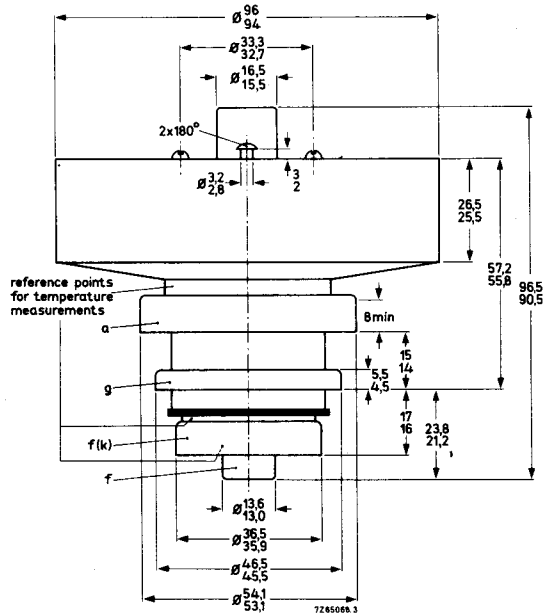 Ø 96
94
Ø 33,3
32,7
Ø 16,5
15,5
2x180°
Ø 3,2
2,8
3
2
26,5
25,5
57,2
55,8
96,5
90,5
reference points
for temperature
measurements
a
8min
15
14
5,5
4,5
g
17
16
23,8
21,2
f(k)
f
Ø 13,6
13,0
Ø 36,5
35,9
Ø 46,5
45,5
Ø 54,1
53,1
7Z65068.3